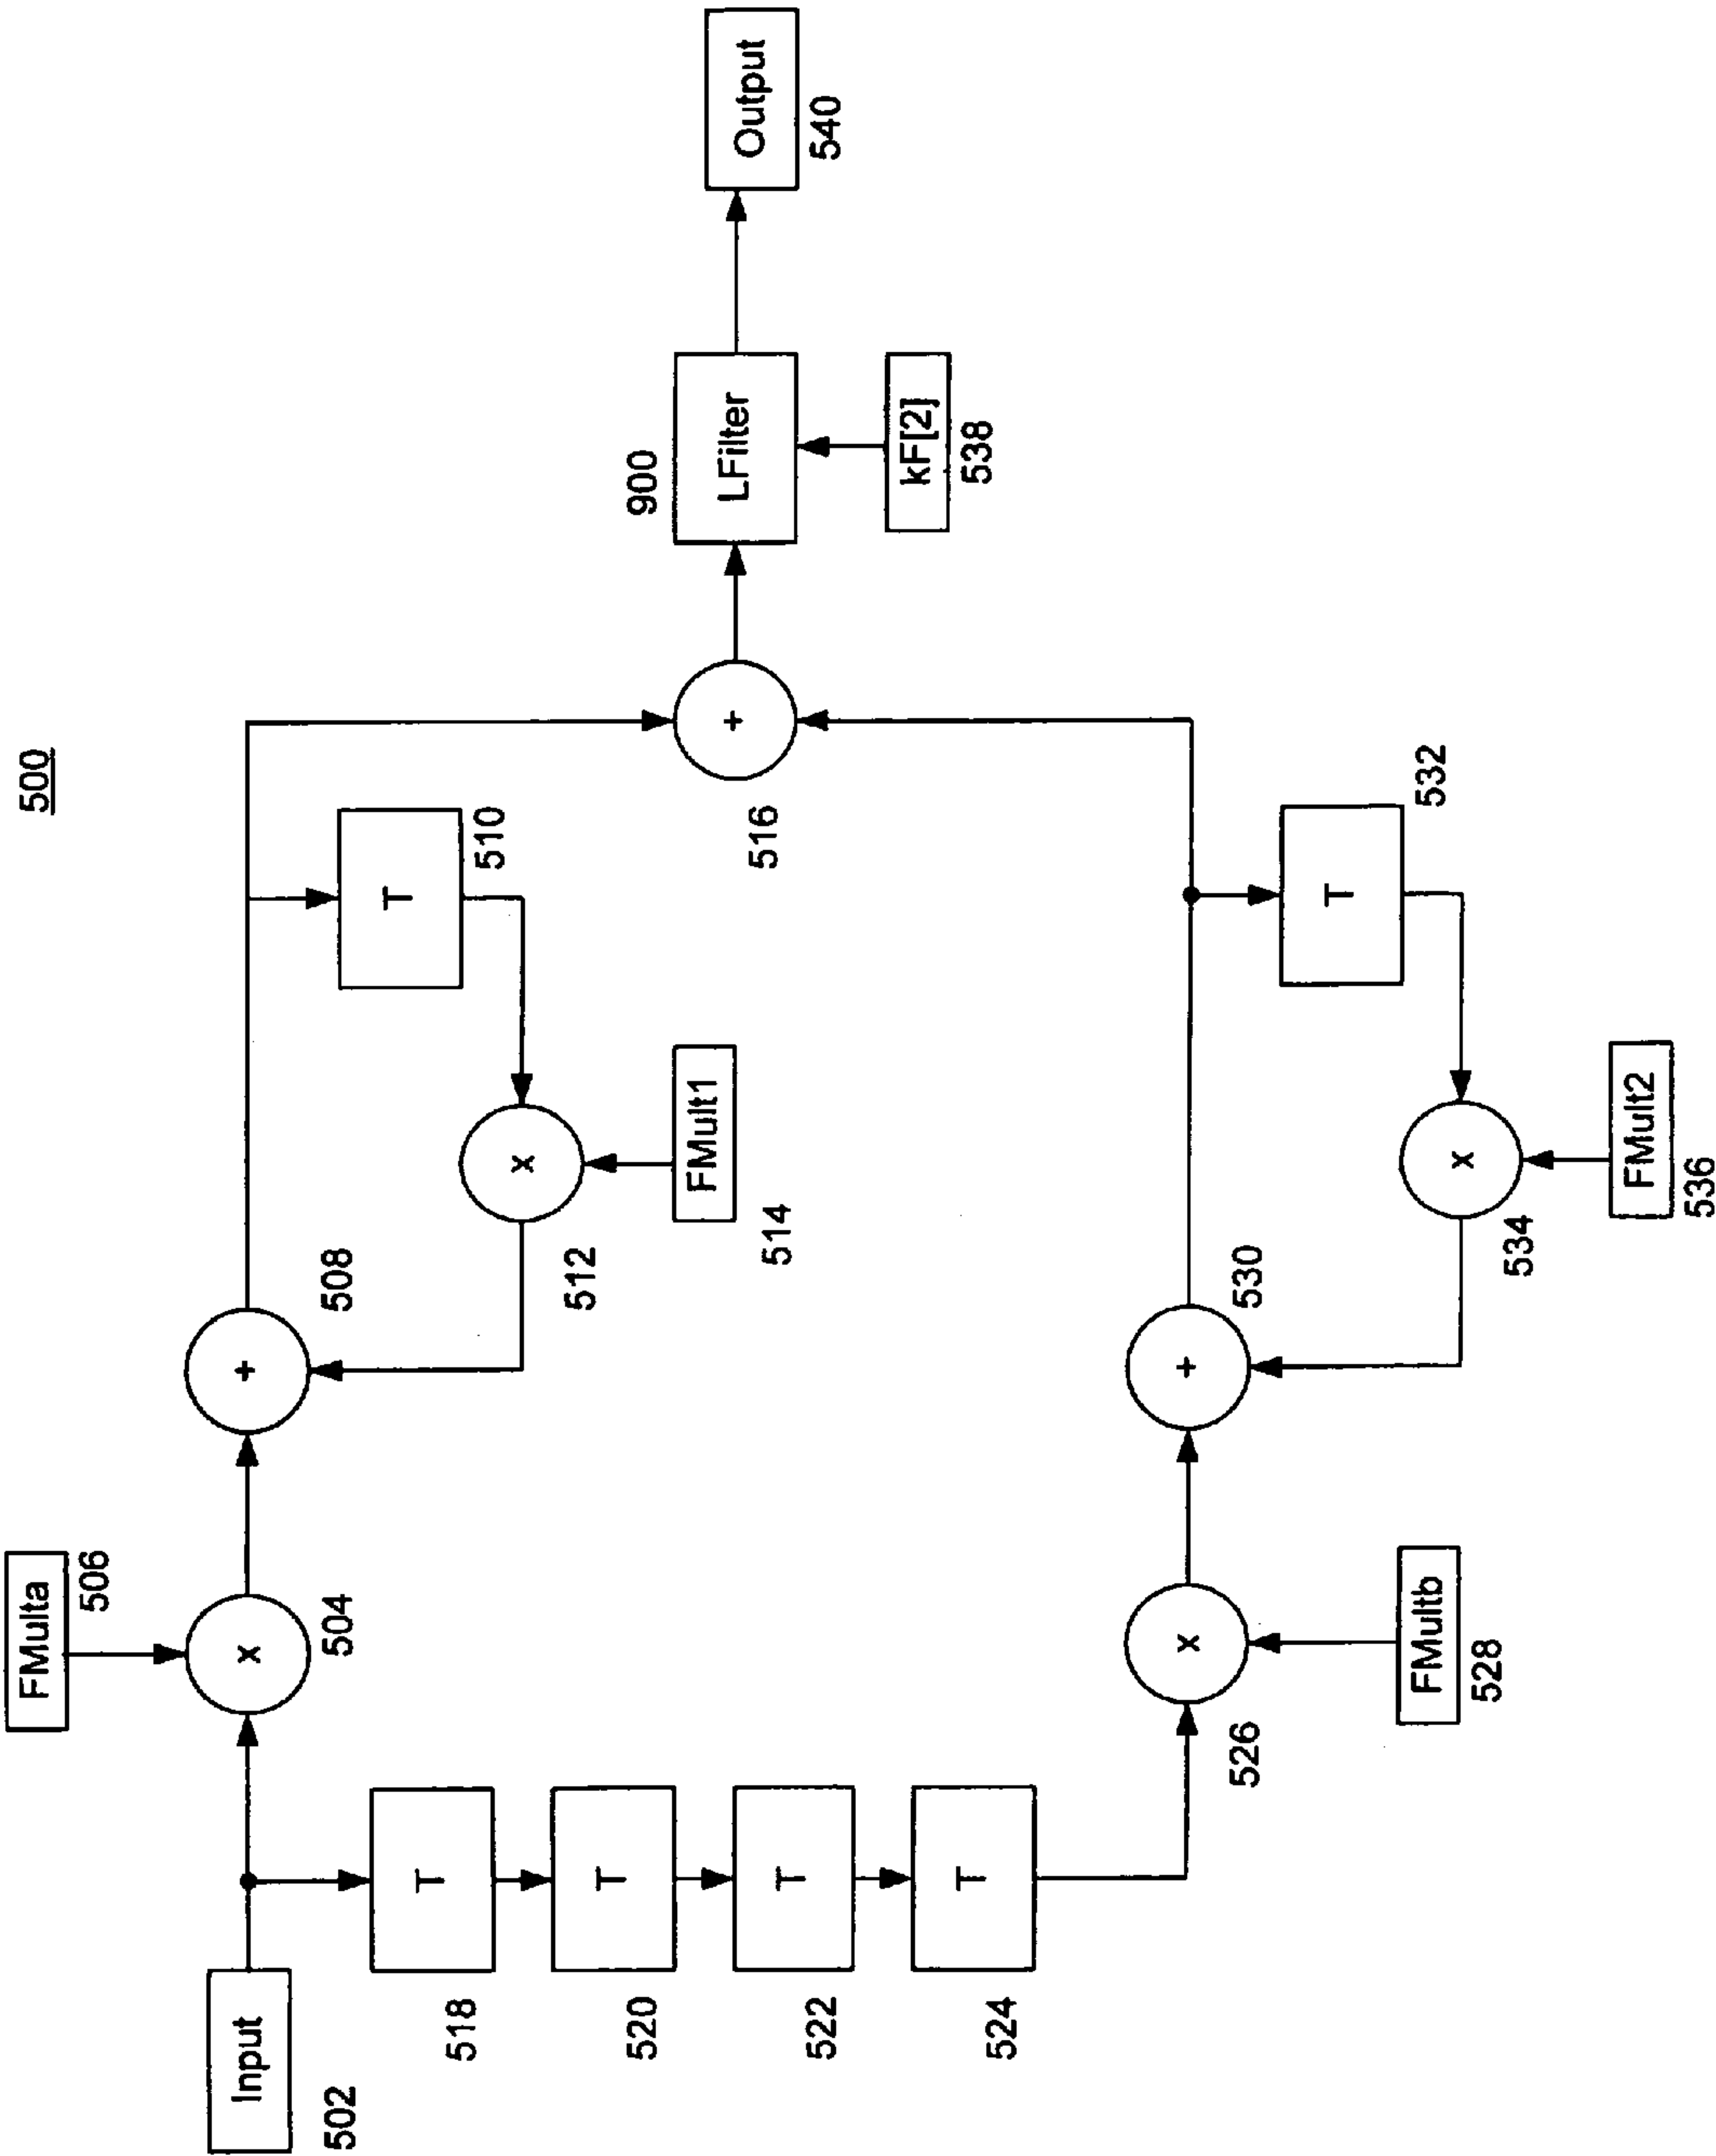 500
FMulta
506
Input
502
x
504
+
508
T
510
x
512
FMult1
514
+
516
T
518
T
520
T
522
T
524
x
526
FMultb
528
+
530
T
532
x
534
FMult2
536
900
LFilter
kF[2]
538
Output
540